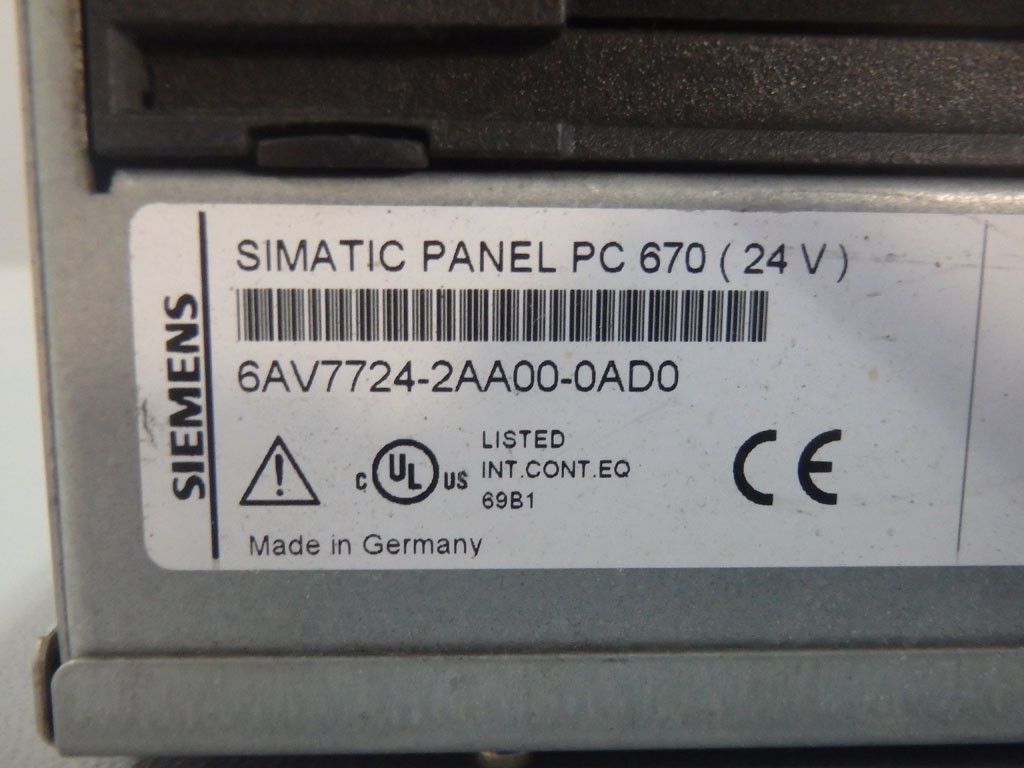 SIEMENS
SIMATIC PANEL PC 670 ( 24 V )
6AV7724-2AA00-0AD0
C UL US
LISTED
INT.CONT.EQ
69B1
CE
Made in Germany